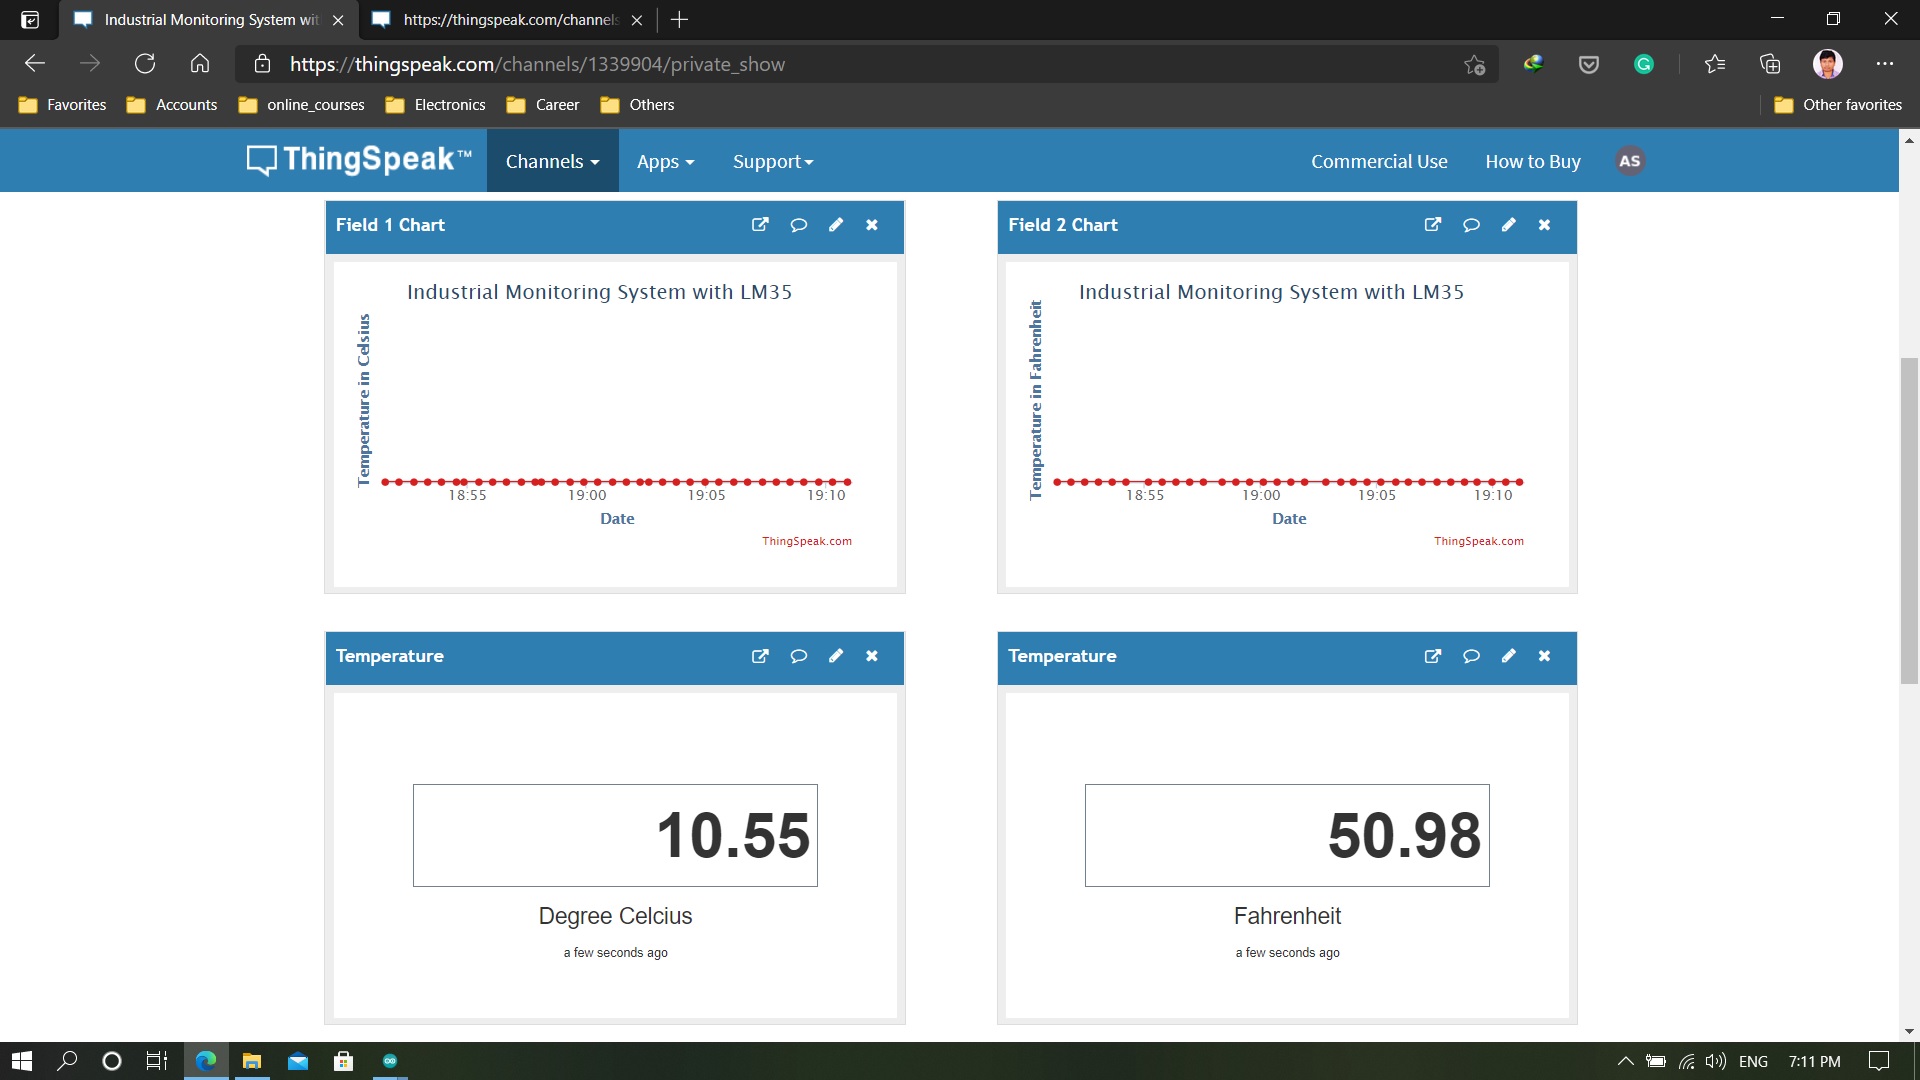 Industrial Monitoring System wit
https://thingspeak.com/channels
https://thingspeak.com/channels/1339904/private_show
Favorites Accounts online_courses Electronics Career Others Other favorites
ThingSpeak™ Channels Apps Support Commercial Use How to Buy AS
Field 1 Chart
Industrial Monitoring System with LM35
Temperature in Celsius
18:55 19:00 19:05 19:10
Date
ThingSpeak.com
Field 2 Chart
Industrial Monitoring System with LM35
Temperature in Fahrenheit
18:55 19:00 19:05 19:10
Date
ThingSpeak.com
Temperature
10.55
Degree Celcius
a few seconds ago
Temperature
50.98
Fahrenheit
a few seconds ago
ENG 7:11 PM